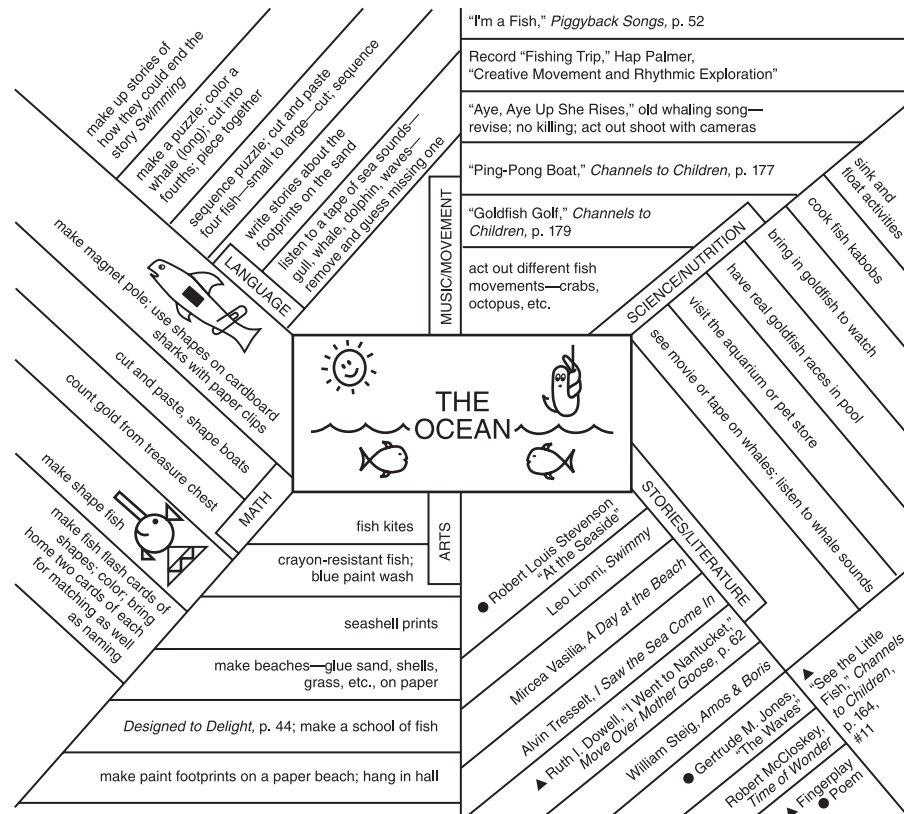 make up stories of
how they could end the
story Swimming
make a puzzle; color a
whale (long); cut into
fourths; piece together
sequence puzzle; cut and paste
four fish—small to large—cut; sequence
write stories about the
footprints on the sand
listen to a tape of sea sounds—
gull, whale, dolphin, waves—
remove and guess missing one
LANGUAGE
"I'm a Fish," Piggyback Songs, p. 52
Record "Fishing Trip," Hap Palmer,
"Creative Movement and Rhythmic Exploration"
"Aye, Aye Up She Rises," old whaling song—
revise; no killing; act out shoot with cameras
"Ping-Pong Boat," Channels to Children, p. 177
"Goldfish Golf," Channels to
Children, p. 179
act out different fish
movements—crabs,
octopus, etc.
MUSIC/MOVEMENT
SCIENCE/NUTRITION
sink and
float activities
cook fish kabobs
bring in goldfish to watch
have real goldfish races in pool
visit the aquarium or pet store
see movie or tape on whales; listen to whale sounds
THE
OCEAN
make magnet pole; use shapes on cardboard
sharks with paper clips
cut and paste, shape boats
count gold from treasure chest
make shape fish
make fish flash cards of
shapes; color; bring
home two cards of each
for matching as well
as naming
MATH
ARTS
fish kites
crayon-resistant fish;
blue paint wash
seashell prints
make beaches—glue sand, shells,
grass, etc., on paper
Designed to Delight, p. 44; make a school of fish
make paint footprints on a paper beach; hang in hall
STORIES/LITERATURE
● Robert Louis Stevenson
"At the Seaside"
Leo Lionni, Swimmy
Mircea Vasilia, A Day at the Beach
Alvin Tresselt, I Saw the Sea Come In
▲ Ruth I. Dowell, "I Went to Nantucket,"
Move Over Mother Goose, p. 62
William Steig, Amos & Boris
● Gertrude M. Jones,
"The Waves"
Robert McCloskey,
Time of Wonder
▲ "See the Little
Fish," Channels
to Children,
p. 164,
#11
▲ Fingerplay
● Poem